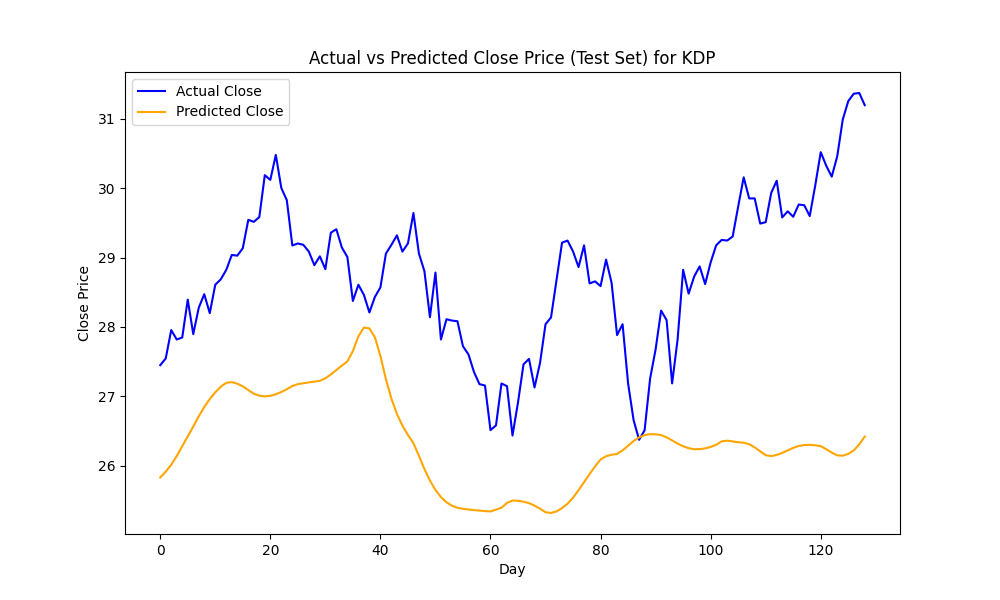 Actual vs Predicted Close Price (Test Set) for KDP
Actual Close
Predicted Close
Close Price
31
30
29
28
27
26
0 20 40 60 80 100 120
Day